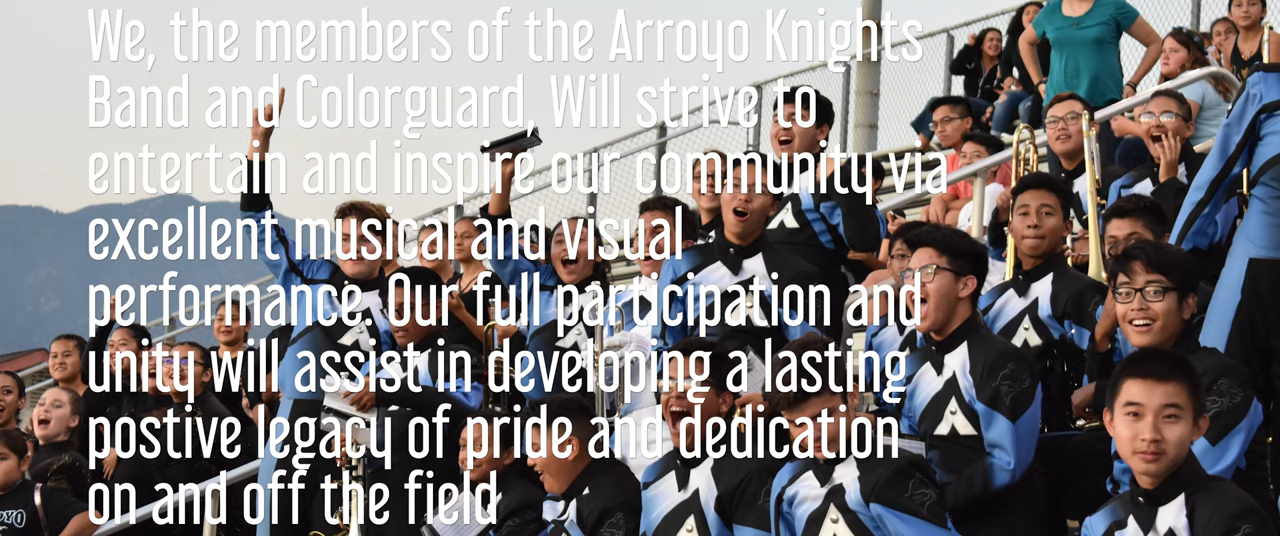 We, the members of the Arroyo Knights
Band and Colorguard, Will strive to
entertain and inspire our community via
excellent musical and visual
performance. Our full participation and
unity will assist in developing a lasting
postive legacy of pride and dedication
on and off the field